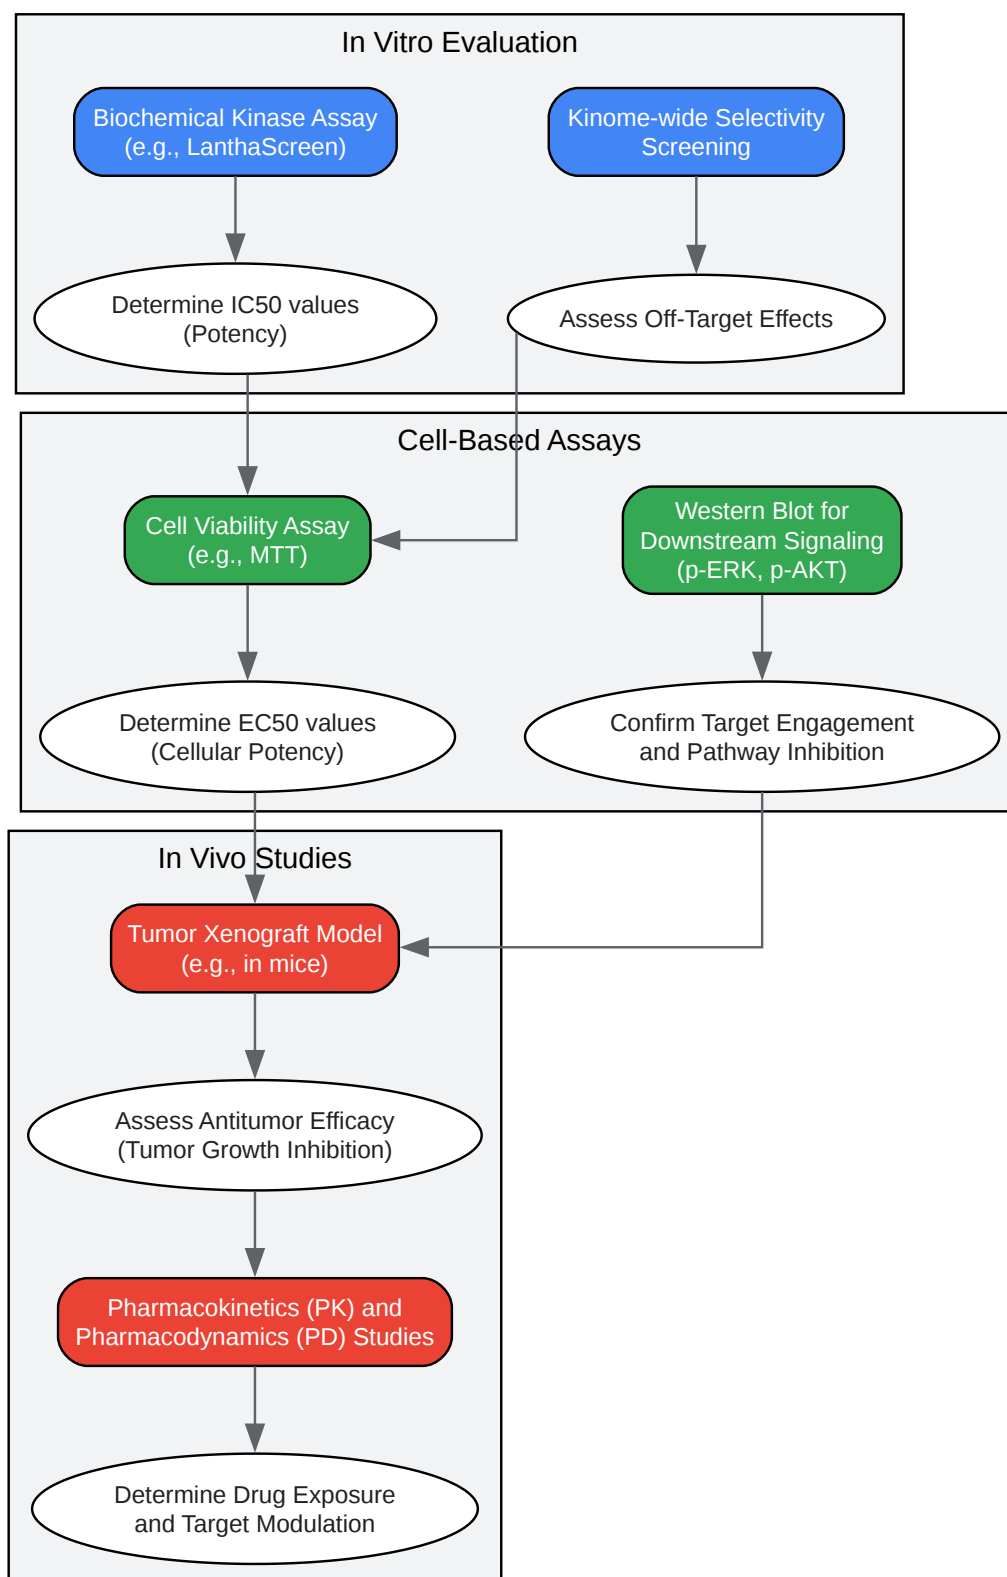 In Vitro Evaluation
Biochemical Kinase Assay
(e.g., LanthaScreen)
Kinome-wide Selectivity
Screening
Determine IC50 values
(Potency)
Assess Off-Target Effects
Cell-Based Assays
Cell Viability Assay
(e.g., MTT)
Western Blot for
Downstream Signaling
(p-ERK, p-AKT)
Determine EC50 values
(Cellular Potency)
Confirm Target Engagement
and Pathway Inhibition
In Vivo Studies
Tumor Xenograft Model
(e.g., in mice)
Assess Antitumor Efficacy
(Tumor Growth Inhibition)
Pharmacokinetics (PK) and
Pharmacodynamics (PD) Studies
Determine Drug Exposure
and Target Modulation